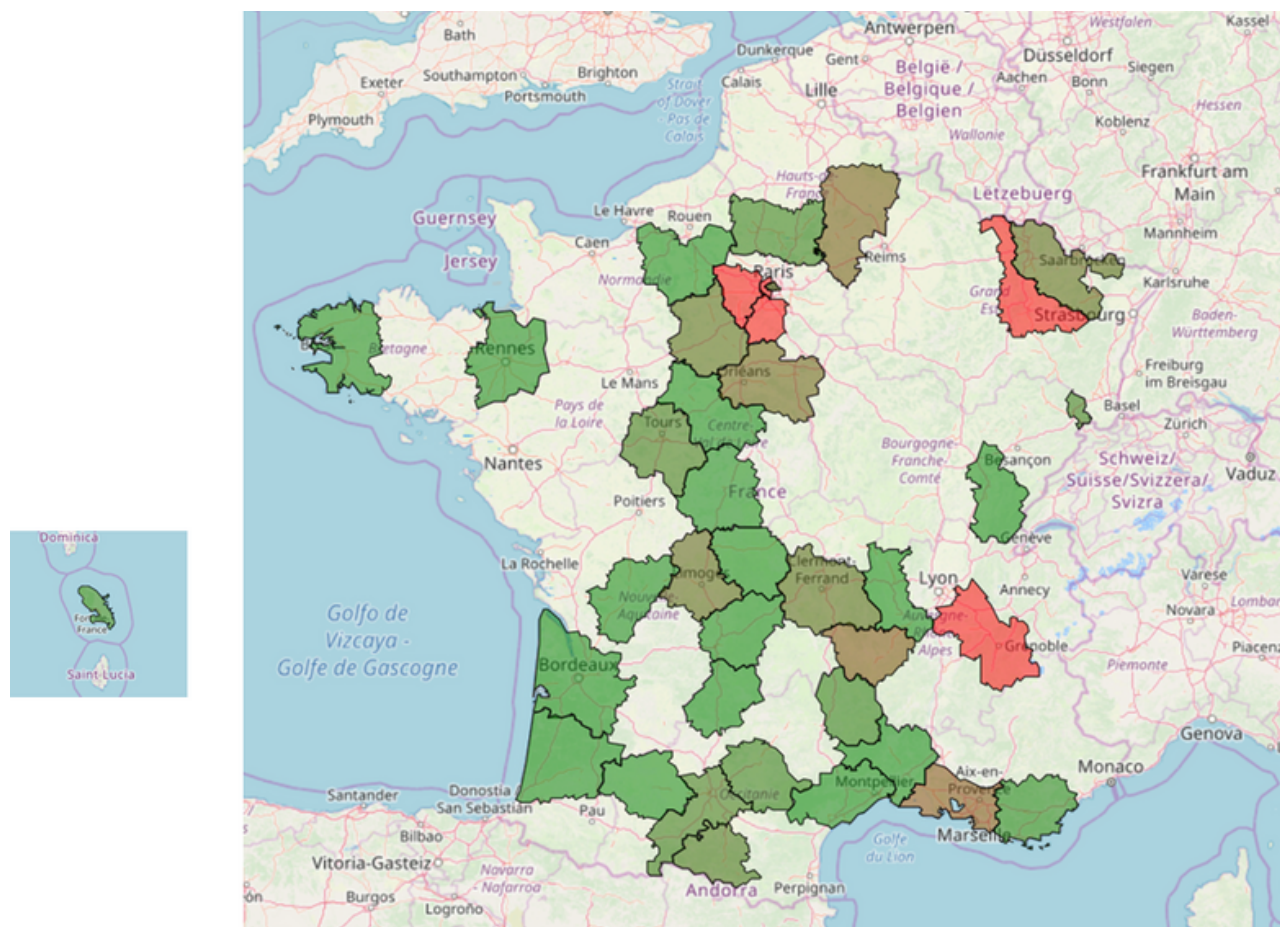 Kassel
Westfalen
Bath
Antwerpen
Dunkerque
Gent
Düsseldorf
België /
Belgique /
Belgien
Siegen
Exeter
Southampton
Brighton
Portsmouth
Calais
Lille
Aachen
Bonn
Strait
of Dover
- Pas de
Calais
Hessen
Plymouth
Koblenz
Wallonie
Frankfurt am
Main
Lëtzebuerg
Guernsey
Le Havre
Rouen
Caen
Mannheim
Jersey
Reims
Paris
Saarbrücken
Karlsruhe
Normandie
Grand
Strasbourg
Baden-
Württemberg
Bretagne
Rennes
Freiburg
im Breisgau
Le Mans
Orléans
Pays de
la Loire
Tours
Centre-
Val de Loire
Basel
Zürich
Nantes
Bourgogne-
Franche-
Comté
Besançon
Schweiz/
Suisse/Svizzera/
Svizra
Vaduz
Poitiers
France
Dominica
Genève
La Rochelle
Clermont-
Ferrand
Lyon
Annecy
Varese
Fort-
France
Golfo de
Vizcaya -
Golfe de Gascogne
Nouvelle-
Aquitaine
Auvergne-
Rhône-
Alpes
Novara
Grenoble
Piemonte
Saint Lucia
Bordeaux
Genova
Monaco
Aix-en-
Provence
Montpellier
Occitanie
Santander
Donostia /
San Sebastián
Pau
Bilbao
Marseille
Golfe
du Lion
Vitoria-Gasteiz
Navarra
- Nafarroa
Andorra
Perpignan
Burgos
Logroño